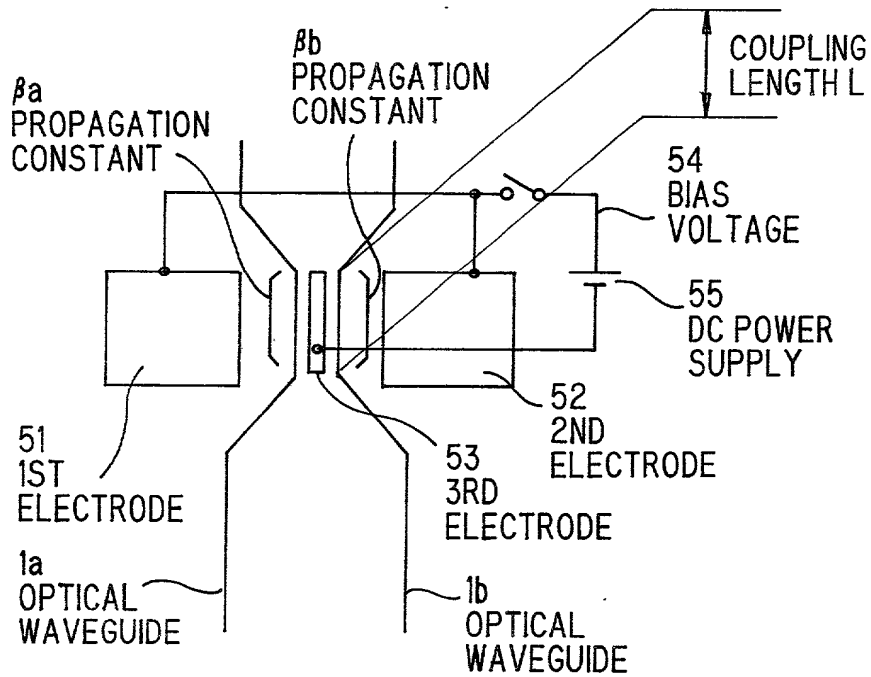 βa
PROPAGATION
CONSTANT
βb
PROPAGATION
CONSTANT
COUPLING
LENGTH L
54
BIAS
VOLTAGE
55
DC POWER
SUPPLY
51
1ST
ELECTRODE
52
2ND
ELECTRODE
53
3RD
ELECTRODE
1a
OPTICAL
WAVEGUIDE
1b
OPTICAL
WAVEGUIDE